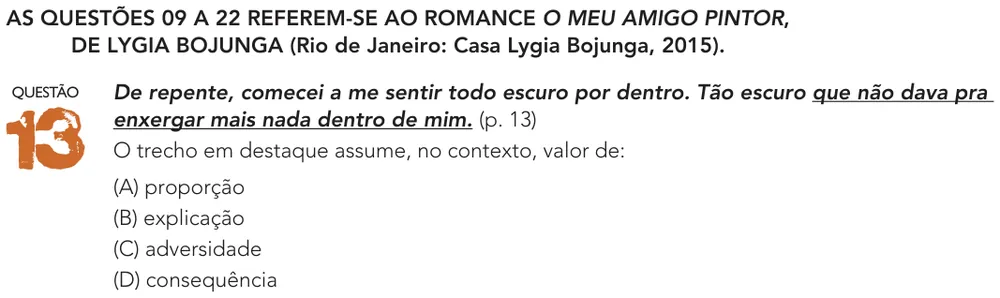 AS QUESTÕES 09 A 22 REFEREM-SE AO ROMANCE O MEU AMIGO PINTOR,
DE LYGIA BOJUNGA (Rio de Janeiro: Casa Lygia Bojunga, 2015).
QUESTÃO
13
De repente, comecei a me sentir todo escuro por dentro. Tão escuro que não dava pra
enxergar mais nada dentro de mim. (p. 13)
O trecho em destaque assume, no contexto, valor de:
(A) proporção
(B) explicação
(C) adversidade
(D) consequência